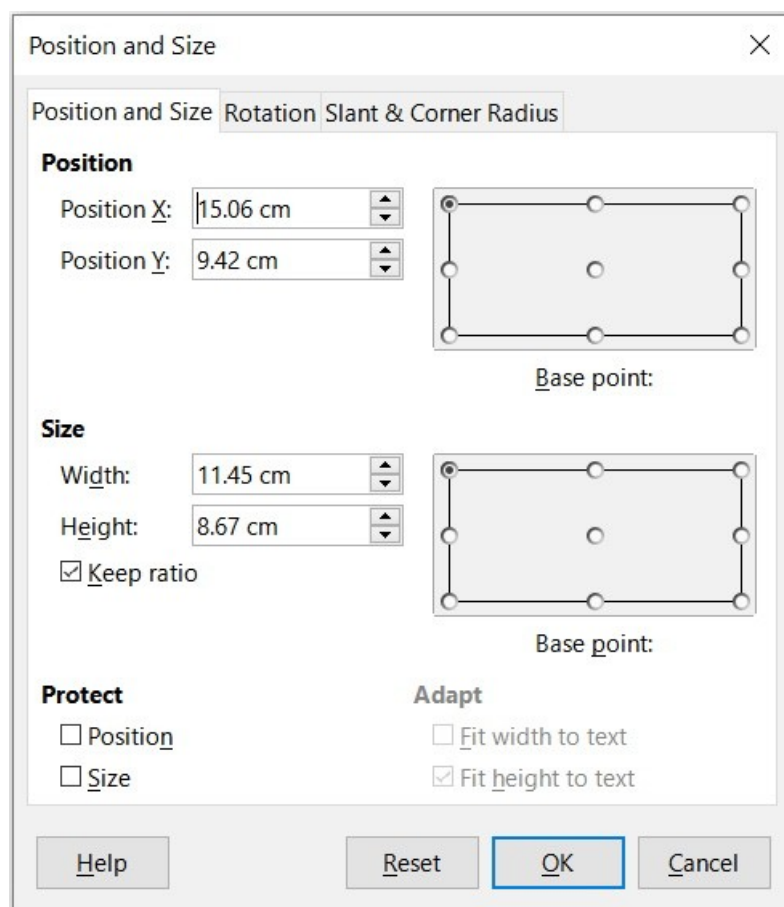 Position and Size
Position and Size Rotation Slant & Corner Radius
Position
Position X: 15.06 cm
Position Y: 9.42 cm
Base point:
Size
Width: 11.45 cm
Height: 8.67 cm
Keep ratio
Base point:
Protect Adapt
Position Fit width to text
Size Fit height to text
Help Reset OK Cancel